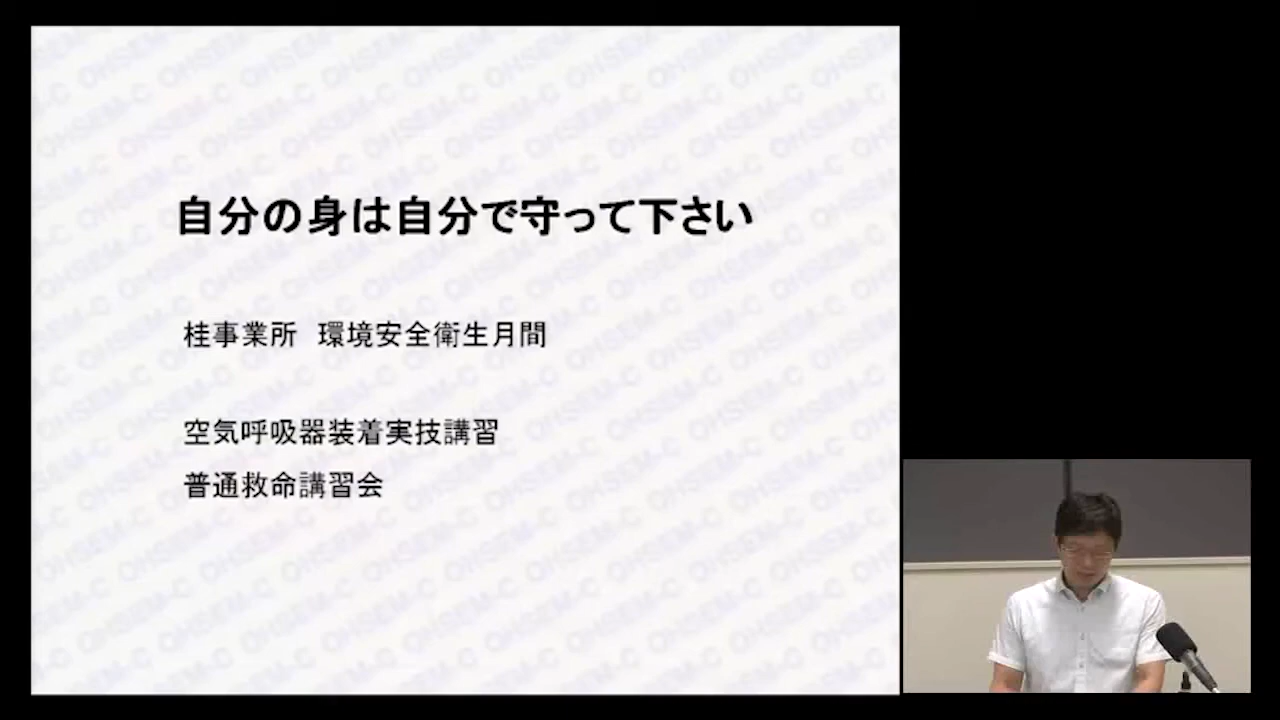 自分の身は自分で守って下さい
桂事業所　環境安全衛生月間
空気呼吸器装着実技講習
普通救命講習会
OHSEM-C